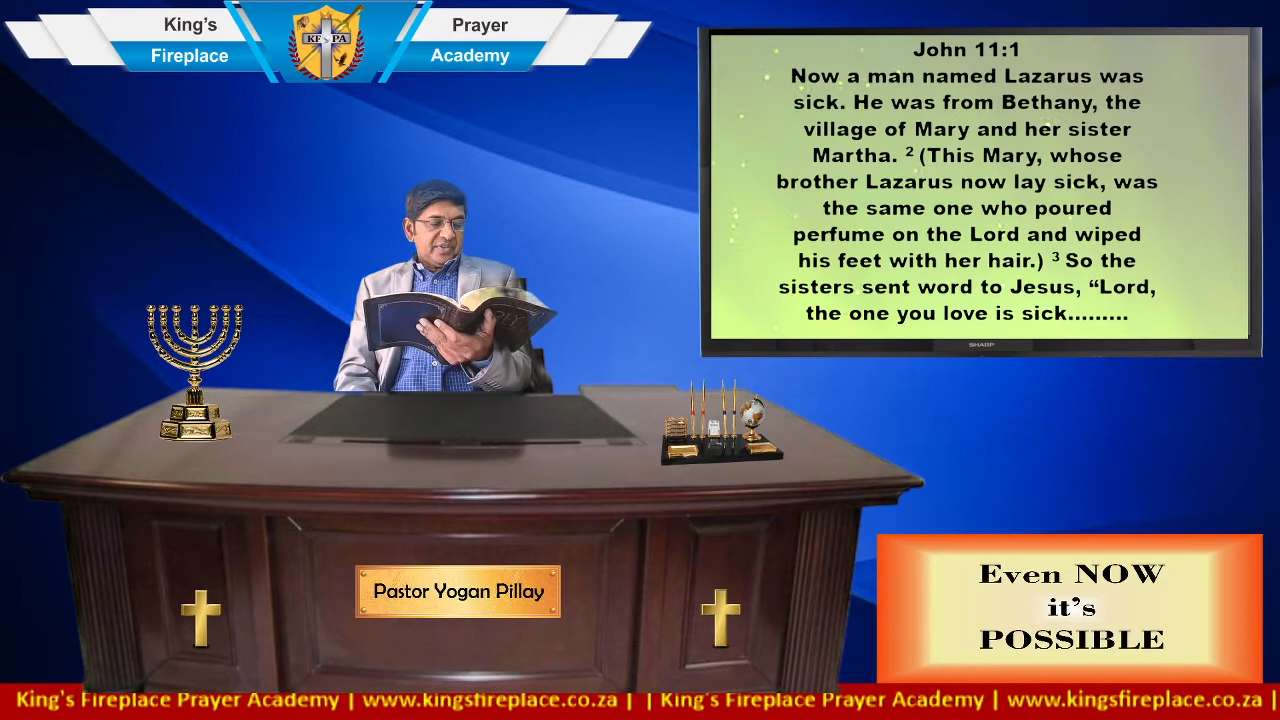 King's
Prayer
Fireplace
Academy
KF PA
John 11:1
Now a man named Lazarus was
sick. He was from Bethany, the
village of Mary and her sister
Martha. ² (This Mary, whose
brother Lazarus now lay sick, was
the same one who poured
perfume on the Lord and wiped
his feet with her hair.) ³ So the
sisters sent word to Jesus, “Lord,
the one you love is sick.........
SHARP
Pastor Yogan Pillay
Even NOW
it's
POSSIBLE
King's Fireplace Prayer Academy | www.kingsfireplace.co.za | | King's Fireplace Prayer Academy | www.kingsfireplace.co.za |